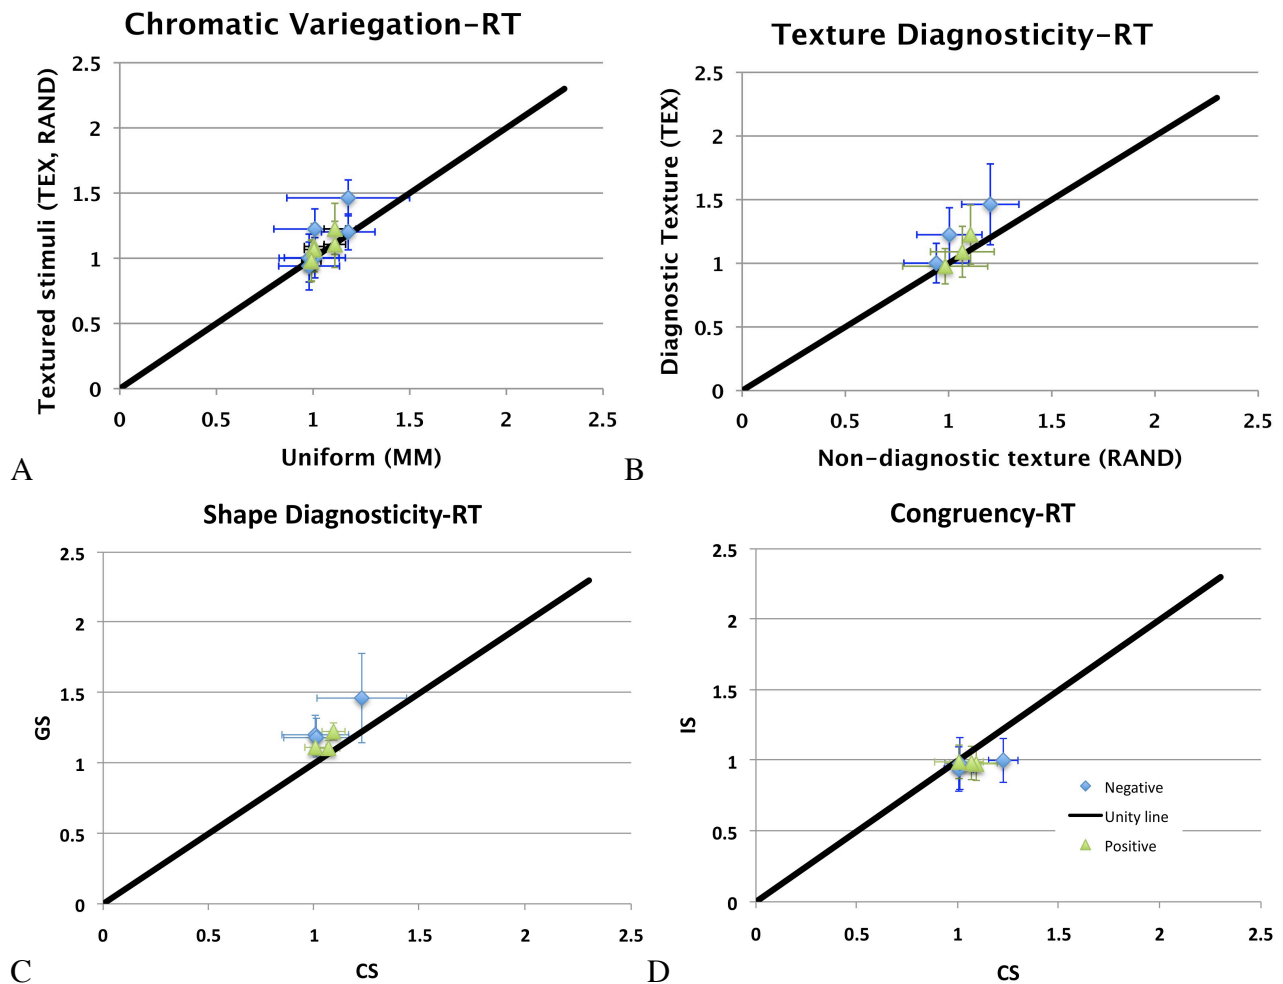 Chromatic Variegation-RT
Textured stimuli (TEX, RAND)
2.5
2
1.5
1
0.5
0
0 0.5 1 1.5 2 2.5
Uniform (MM)
A
Texture Diagnosticity-RT
Diagnostic Texture (TEX)
2.5
2
1.5
1
0.5
0
0 0.5 1 1.5 2 2.5
Non-diagnostic texture (RAND)
B
Shape Diagnosticity-RT
GS
2.5
2
1.5
1
0.5
0
0 0.5 1 1.5 2 2.5
CS
C
Congruency-RT
IS
2.5
2
1.5
1
0.5
0
Negative
Unity line
Positive
0 0.5 1 1.5 2 2.5
CS
D